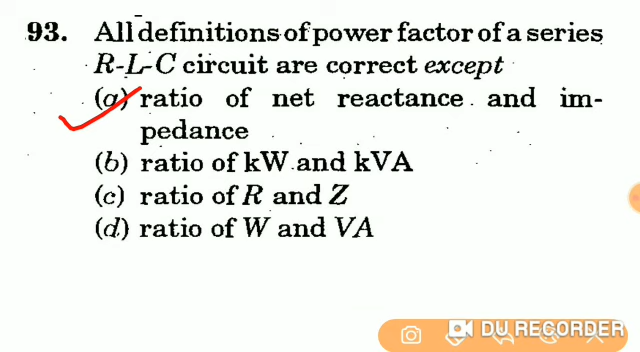 93. All definitions of power factor of a series
R-L-C circuit are correct except
(a) ratio of net reactance and im-
pedance
(b) ratio of kW and kVA
(c) ratio of R and Z
(d) ratio of W and VA
DU RECORDER